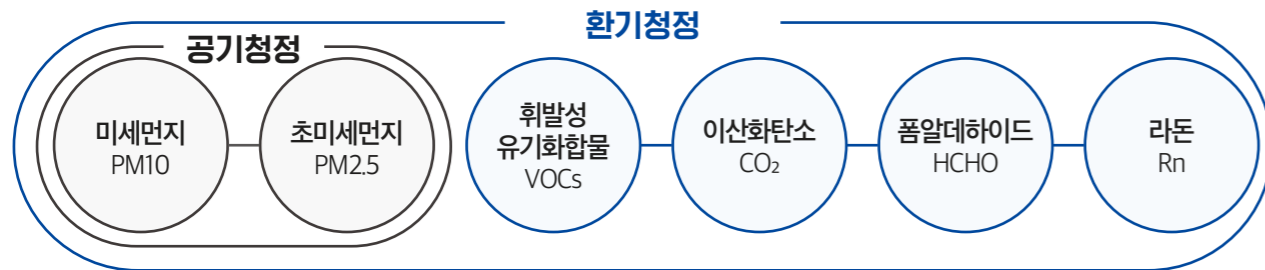 환기청정
공기청정
미세먼지
PM10
초미세먼지
PM2.5
휘발성
유기화합물
VOCs
이산화탄소
CO₂
폼알데하이드
HCHO
라돈
Rn